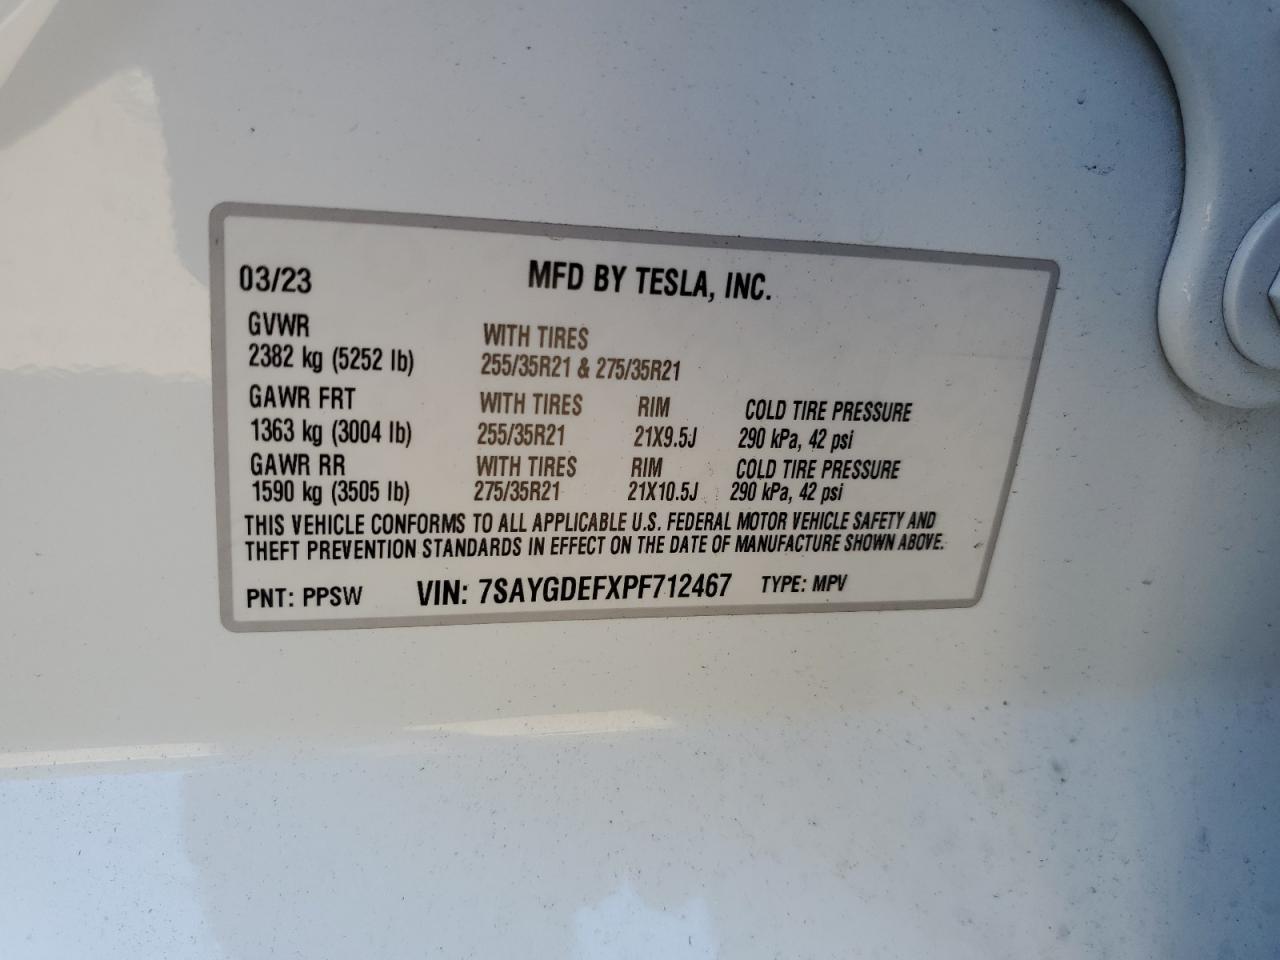 03/23 MFD BY TESLA, INC.
GVWR WITH TIRES
2382 kg (5252 lb) 255/35R21 & 275/35R21
GAWR FRT WITH TIRES RIM COLD TIRE PRESSURE
1363 kg (3004 lb) 255/35R21 21X9.5J 290 kPa, 42 psi
GAWR RR WITH TIRES RIM COLD TIRE PRESSURE
1590 kg (3505 lb) 275/35R21 21X10.5J 290 kPa, 42 psi
THIS VEHICLE CONFORMS TO ALL APPLICABLE U.S. FEDERAL MOTOR VEHICLE SAFETY AND
THEFT PREVENTION STANDARDS IN EFFECT ON THE DATE OF MANUFACTURE SHOWN ABOVE.
PNT: PPSW VIN: 7SAYGDEFXPF712467 TYPE: MPV